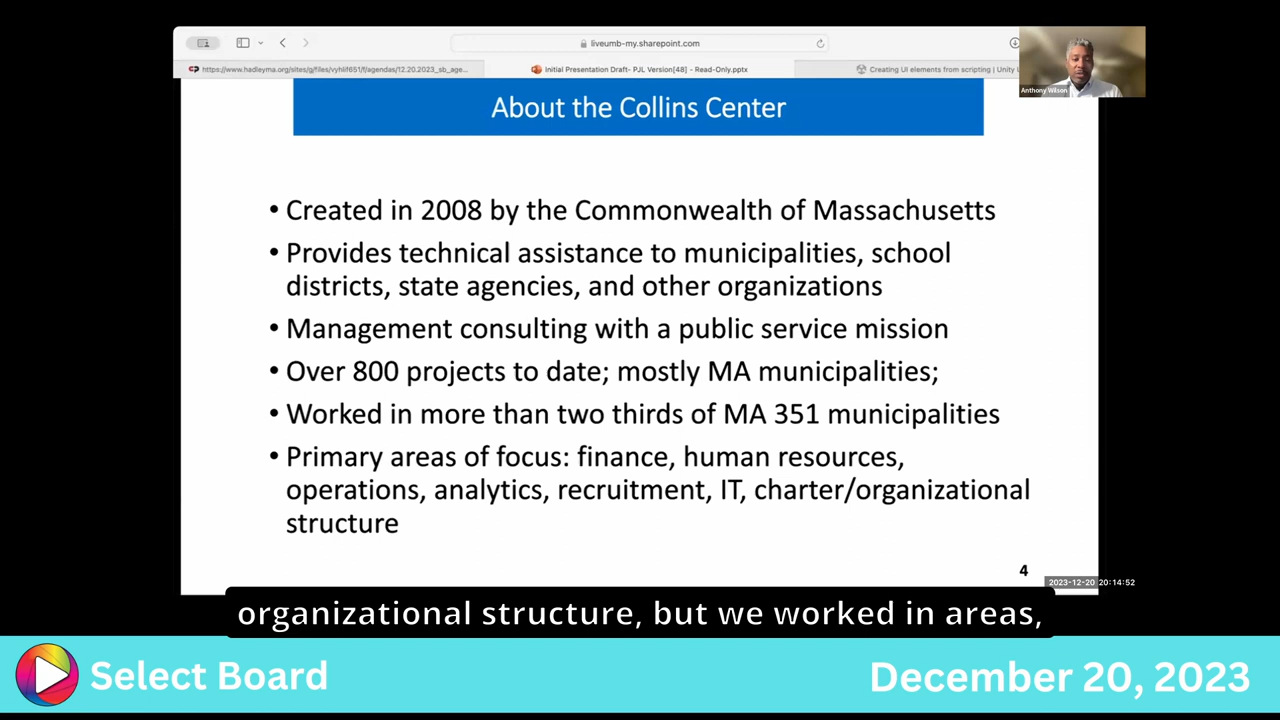 liveumb-my.sharepoint.com
https://www.hadleyma.org/sites/g/files/vyhlif651/f/agendas/12.20.2023_sb_age...
Initial Presentation Draft- PJL Version[48] - Read-Only.pptx
Creating UI elements from scripting | Unity
Anthony Wilson
About the Collins Center
• Created in 2008 by the Commonwealth of Massachusetts
• Provides technical assistance to municipalities, school
districts, state agencies, and other organizations
• Management consulting with a public service mission
• Over 800 projects to date; mostly MA municipalities;
• Worked in more than two thirds of MA 351 municipalities
• Primary areas of focus: finance, human resources,
operations, analytics, recruitment, IT, charter/organizational
structure
4
2023-12-20 20:14:52
organizational structure, but we worked in areas,
Select Board
December 20, 2023